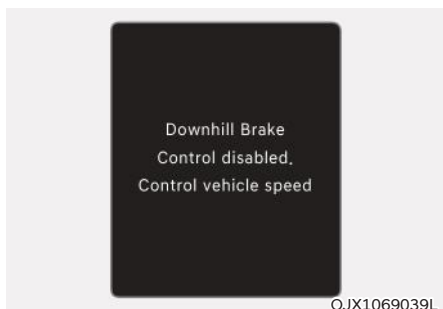 Downhill Brake
Control disabled.
Control vehicle speed
OJX1069039L